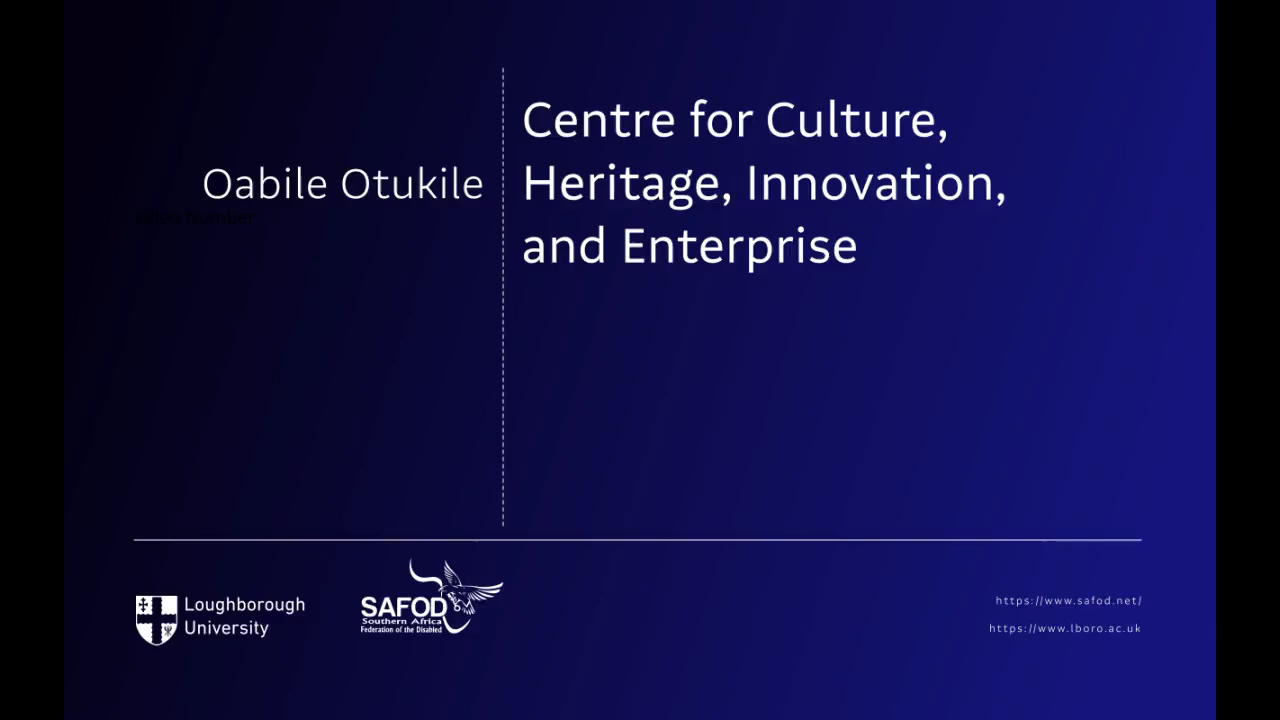 Oabile Otukile
Centre for Culture,
Heritage, Innovation,
and Enterprise
Number
Loughborough
University
SAFOD
Southern Africa
Federation of the Disabled
https://www.safod.net/
https://www.lboro.ac.uk